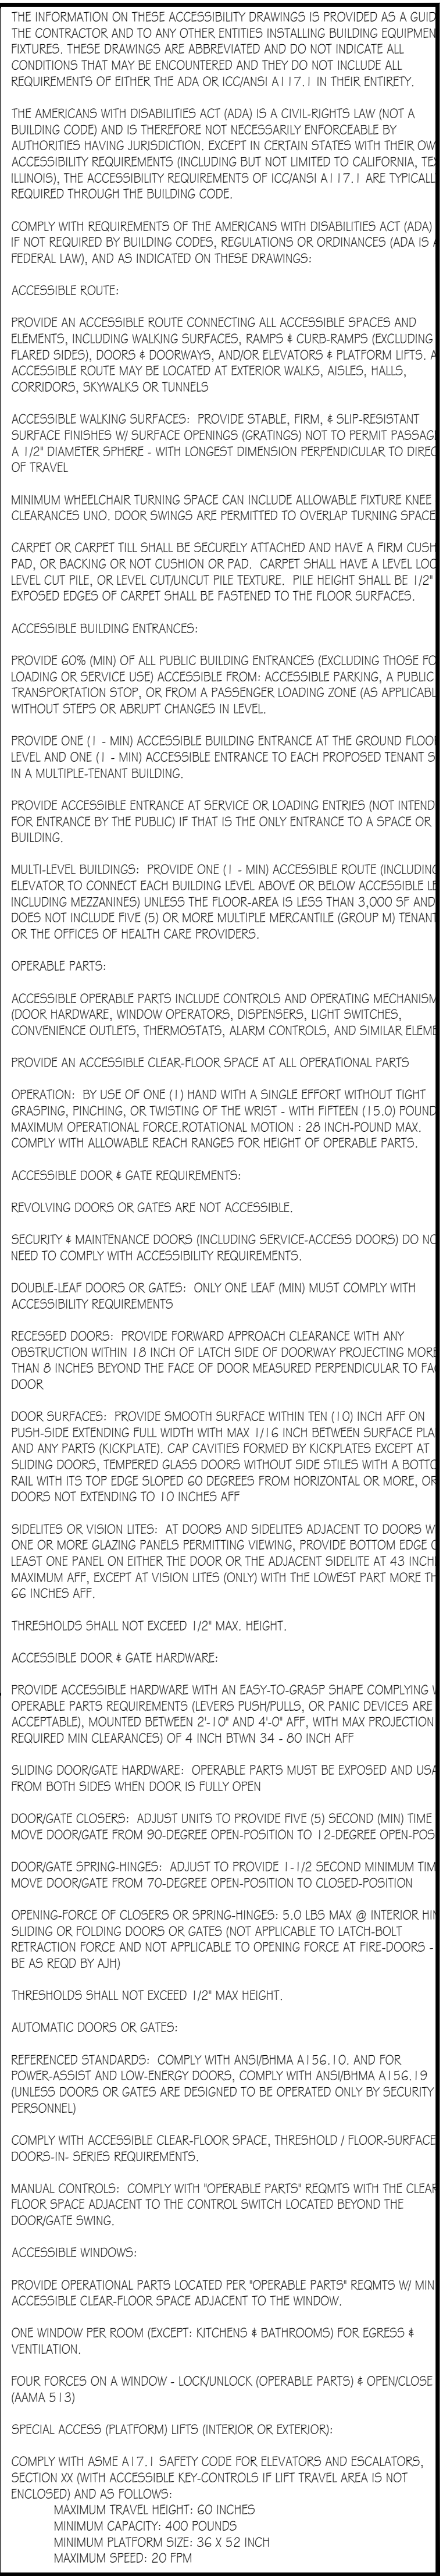 THE INFORMATION ON THESE ACCESSIBILITY DRAWINGS IS PROVIDED AS A GUID
THE CONTRACTOR AND TO ANY OTHER ENTITIES INSTALLING BUILDING EQUIPMEN
FIXTURES. THESE DRAWINGS ARE ABBREVIATED AND DO NOT INDICATE ALL
CONDITIONS THAT MAY BE ENCOUNTERED AND THEY DO NOT INCLUDE ALL
REQUIREMENTS OF EITHER THE ADA OR ICC/ANSI A117.1 IN THEIR ENTIRETY.
THE AMERICANS WITH DISABILITIES ACT (ADA) IS A CIVIL-RIGHTS LAW (NOT A
BUILDING CODE) AND IS THEREFORE NOT NECESSARILY ENFORCEABLE BY
AUTHORITIES HAVING JURISDICTION. EXCEPT IN CERTAIN STATES WITH THEIR OW
ACCESSIBILITY REQUIREMENTS (INCLUDING BUT NOT LIMITED TO CALIFORNIA, TE
ILLINOIS), THE ACCESSIBILITY REQUIREMENTS OF ICC/ANSI A117.1 ARE TYPICALL
REQUIRED THROUGH THE BUILDING CODE.
COMPLY WITH REQUIREMENTS OF THE AMERICANS WITH DISABILITIES ACT (ADA)
IF NOT REQUIRED BY BUILDING CODES, REGULATIONS OR ORDINANCES (ADA IS A
FEDERAL LAW), AND AS INDICATED ON THESE DRAWINGS:
ACCESSIBLE ROUTE:
PROVIDE AN ACCESSIBLE ROUTE CONNECTING ALL ACCESSIBLE SPACES AND
ELEMENTS, INCLUDING WALKING SURFACES, RAMPS & CURB-RAMPS (EXCLUDING
FLARED SIDES), DOORS & DOORWAYS, AND/OR ELEVATORS & PLATFORM LIFTS. A
ACCESSIBLE ROUTE MAY BE LOCATED AT EXTERIOR WALKS, AISLES, HALLS,
CORRIDORS, SKYWALKS OR TUNNELS
ACCESSIBLE WALKING SURFACES: PROVIDE STABLE, FIRM, & SLIP-RESISTANT
SURFACE FINISHES W/ SURFACE OPENINGS (GRATINGS) NOT TO PERMIT PASSAG
A 1/2" DIAMETER SPHERE - WITH LONGEST DIMENSION PERPENDICULAR TO DIREC
OF TRAVEL
MINIMUM WHEELCHAIR TURNING SPACE CAN INCLUDE ALLOWABLE FIXTURE KNEE
CLEARANCES UNO. DOOR SWINGS ARE PERMITTED TO OVERLAP TURNING SPACE
CARPET OR CARPET TILL SHALL BE SECURELY ATTACHED AND HAVE A FIRM CUSH
PAD, OR BACKING OR NOT CUSHION OR PAD. CARPET SHALL HAVE A LEVEL LOO
LEVEL CUT PILE, OR LEVEL CUT/UNCUT PILE TEXTURE. PILE HEIGHT SHALL BE 1/2"
EXPOSED EDGES OF CARPET SHALL BE FASTENED TO THE FLOOR SURFACES.
ACCESSIBLE BUILDING ENTRANCES:
PROVIDE 60% (MIN) OF ALL PUBLIC BUILDING ENTRANCES (EXCLUDING THOSE FO
LOADING OR SERVICE USE) ACCESSIBLE FROM: ACCESSIBLE PARKING, A PUBLIC
TRANSPORTATION STOP, OR FROM A PASSENGER LOADING ZONE (AS APPLICABL
WITHOUT STEPS OR ABRUPT CHANGES IN LEVEL.
PROVIDE ONE (1 - MIN) ACCESSIBLE BUILDING ENTRANCE AT THE GROUND FLOO
LEVEL AND ONE (1 - MIN) ACCESSIBLE ENTRANCE TO EACH PROPOSED TENANT S
IN A MULTIPLE-TENANT BUILDING.
PROVIDE ACCESSIBLE ENTRANCE AT SERVICE OR LOADING ENTRIES (NOT INTEND
FOR ENTRANCE BY THE PUBLIC) IF THAT IS THE ONLY ENTRANCE TO A SPACE OR
BUILDING.
MULTI-LEVEL BUILDINGS: PROVIDE ONE (1 - MIN) ACCESSIBLE ROUTE (INCLUDING
ELEVATOR TO CONNECT EACH BUILDING LEVEL ABOVE OR BELOW ACCESSIBLE LE
INCLUDING MEZZANINES) UNLESS THE FLOOR-AREA IS LESS THAN 3,000 SF AND
DOES NOT INCLUDE FIVE (5) OR MORE MULTIPLE MERCANTILE (GROUP M) TENANT
OR THE OFFICES OF HEALTH CARE PROVIDERS.
OPERABLE PARTS:
ACCESSIBLE OPERABLE PARTS INCLUDE CONTROLS AND OPERATING MECHANISM
(DOOR HARDWARE, WINDOW OPERATORS, DISPENSERS, LIGHT SWITCHES,
CONVENIENCE OUTLETS, THERMOSTATS, ALARM CONTROLS, AND SIMILAR ELEME
PROVIDE AN ACCESSIBLE CLEAR-FLOOR SPACE AT ALL OPERATIONAL PARTS
OPERATION: BY USE OF ONE (1) HAND WITH A SINGLE EFFORT WITHOUT TIGHT
GRASPING, PINCHING, OR TWISTING OF THE WRIST - WITH FIFTEEN (15.0) POUND
MAXIMUM OPERATIONAL FORCE.ROTATIONAL MOTION : 28 INCH-POUND MAX.
COMPLY WITH ALLOWABLE REACH RANGES FOR HEIGHT OF OPERABLE PARTS.
ACCESSIBLE DOOR & GATE REQUIREMENTS:
REVOLVING DOORS OR GATES ARE NOT ACCESSIBLE.
SECURITY & MAINTENANCE DOORS (INCLUDING SERVICE-ACCESS DOORS) DO NO
NEED TO COMPLY WITH ACCESSIBILITY REQUIREMENTS.
DOUBLE-LEAF DOORS OR GATES: ONLY ONE LEAF (MIN) MUST COMPLY WITH
ACCESSIBILITY REQUIREMENTS
RECESSED DOORS: PROVIDE FORWARD APPROACH CLEARANCE WITH ANY
OBSTRUCTION WITHIN 18 INCH OF LATCH SIDE OF DOORWAY PROJECTING MORE
THAN 8 INCHES BEYOND THE FACE OF DOOR MEASURED PERPENDICULAR TO FA
DOOR
DOOR SURFACES: PROVIDE SMOOTH SURFACE WITHIN TEN (10) INCH AFF ON
PUSH-SIDE EXTENDING FULL WIDTH WITH MAX 1/16 INCH BETWEEN SURFACE PLA
AND ANY PARTS (KICKPLATE). CAP CAVITIES FORMED BY KICKPLATES EXCEPT AT
SLIDING DOORS, TEMPERED GLASS DOORS WITHOUT SIDE STILES WITH A BOTTO
RAIL WITH ITS TOP EDGE SLOPED 60 DEGREES FROM HORIZONTAL OR MORE, OR
DOORS NOT EXTENDING TO 10 INCHES AFF
SIDELITES OR VISION LITES: AT DOORS AND SIDELITES ADJACENT TO DOORS W
ONE OR MORE GLAZING PANELS PERMITTING VIEWING, PROVIDE BOTTOM EDGE O
LEAST ONE PANEL ON EITHER THE DOOR OR THE ADJACENT SIDELITE AT 43 INCH
MAXIMUM AFF, EXCEPT AT VISION LITES (ONLY) WITH THE LOWEST PART MORE TH
66 INCHES AFF.
THRESHOLDS SHALL NOT EXCEED 1/2" MAX. HEIGHT.
ACCESSIBLE DOOR & GATE HARDWARE:
PROVIDE ACCESSIBLE HARDWARE WITH AN EASY-TO-GRASP SHAPE COMPLYING W
OPERABLE PARTS REQUIREMENTS (LEVERS PUSH/PULLS, OR PANIC DEVICES ARE
ACCEPTABLE), MOUNTED BETWEEN 2'-10" AND 4'-0" AFF, WITH MAX PROJECTION
REQUIRED MIN CLEARANCES) OF 4 INCH BTWN 34 - 80 INCH AFF
SLIDING DOOR/GATE HARDWARE: OPERABLE PARTS MUST BE EXPOSED AND USA
FROM BOTH SIDES WHEN DOOR IS FULLY OPEN
DOOR/GATE CLOSERS: ADJUST UNITS TO PROVIDE FIVE (5) SECOND (MIN) TIME
MOVE DOOR/GATE FROM 90-DEGREE OPEN-POSITION TO 12-DEGREE OPEN-POS
DOOR/GATE SPRING-HINGES: ADJUST TO PROVIDE 1-1/2 SECOND MINIMUM TIM
MOVE DOOR/GATE FROM 70-DEGREE OPEN-POSITION TO CLOSED-POSITION
OPENING-FORCE OF CLOSERS OR SPRING-HINGES: 5.0 LBS MAX @ INTERIOR HI
SLIDING OR FOLDING DOORS OR GATES (NOT APPLICABLE TO LATCH-BOLT
RETRACTION FORCE AND NOT APPLICABLE TO OPENING FORCE AT FIRE-DOORS -
BE AS REQD BY AJH)
THRESHOLDS SHALL NOT EXCEED 1/2" MAX HEIGHT.
AUTOMATIC DOORS OR GATES:
REFERENCED STANDARDS: COMPLY WITH ANSI/BHMA A156.10. AND FOR
POWER-ASSIST AND LOW-ENERGY DOORS, COMPLY WITH ANSI/BHMA A156.19
(UNLESS DOORS OR GATES ARE DESIGNED TO BE OPERATED ONLY BY SECURITY
PERSONNEL)
COMPLY WITH ACCESSIBLE CLEAR-FLOOR SPACE, THRESHOLD / FLOOR-SURFACE
DOORS-IN- SERIES REQUIREMENTS.
MANUAL CONTROLS: COMPLY WITH "OPERABLE PARTS" REQMTS WITH THE CLEAR
FLOOR SPACE ADJACENT TO THE CONTROL SWITCH LOCATED BEYOND THE
DOOR/GATE SWING.
ACCESSIBLE WINDOWS:
PROVIDE OPERATIONAL PARTS LOCATED PER "OPERABLE PARTS" REQMTS W/ MIN
ACCESSIBLE CLEAR-FLOOR SPACE ADJACENT TO THE WINDOW.
ONE WINDOW PER ROOM (EXCEPT: KITCHENS & BATHROOMS) FOR EGRESS &
VENTILATION.
FOUR FORCES ON A WINDOW - LOCK/UNLOCK (OPERABLE PARTS) & OPEN/CLOSE
(AAMA 513)
SPECIAL ACCESS (PLATFORM) LIFTS (INTERIOR OR EXTERIOR):
COMPLY WITH ASME A17.1 SAFETY CODE FOR ELEVATORS AND ESCALATORS,
SECTION XX (WITH ACCESSIBLE KEY-CONTROLS IF LIFT TRAVEL AREA IS NOT
ENCLOSED) AND AS FOLLOWS:
MAXIMUM TRAVEL HEIGHT: 60 INCHES
MINIMUM CAPACITY: 400 POUNDS
MINIMUM PLATFORM SIZE: 36 X 52 INCH
MAXIMUM SPEED: 20 FPM